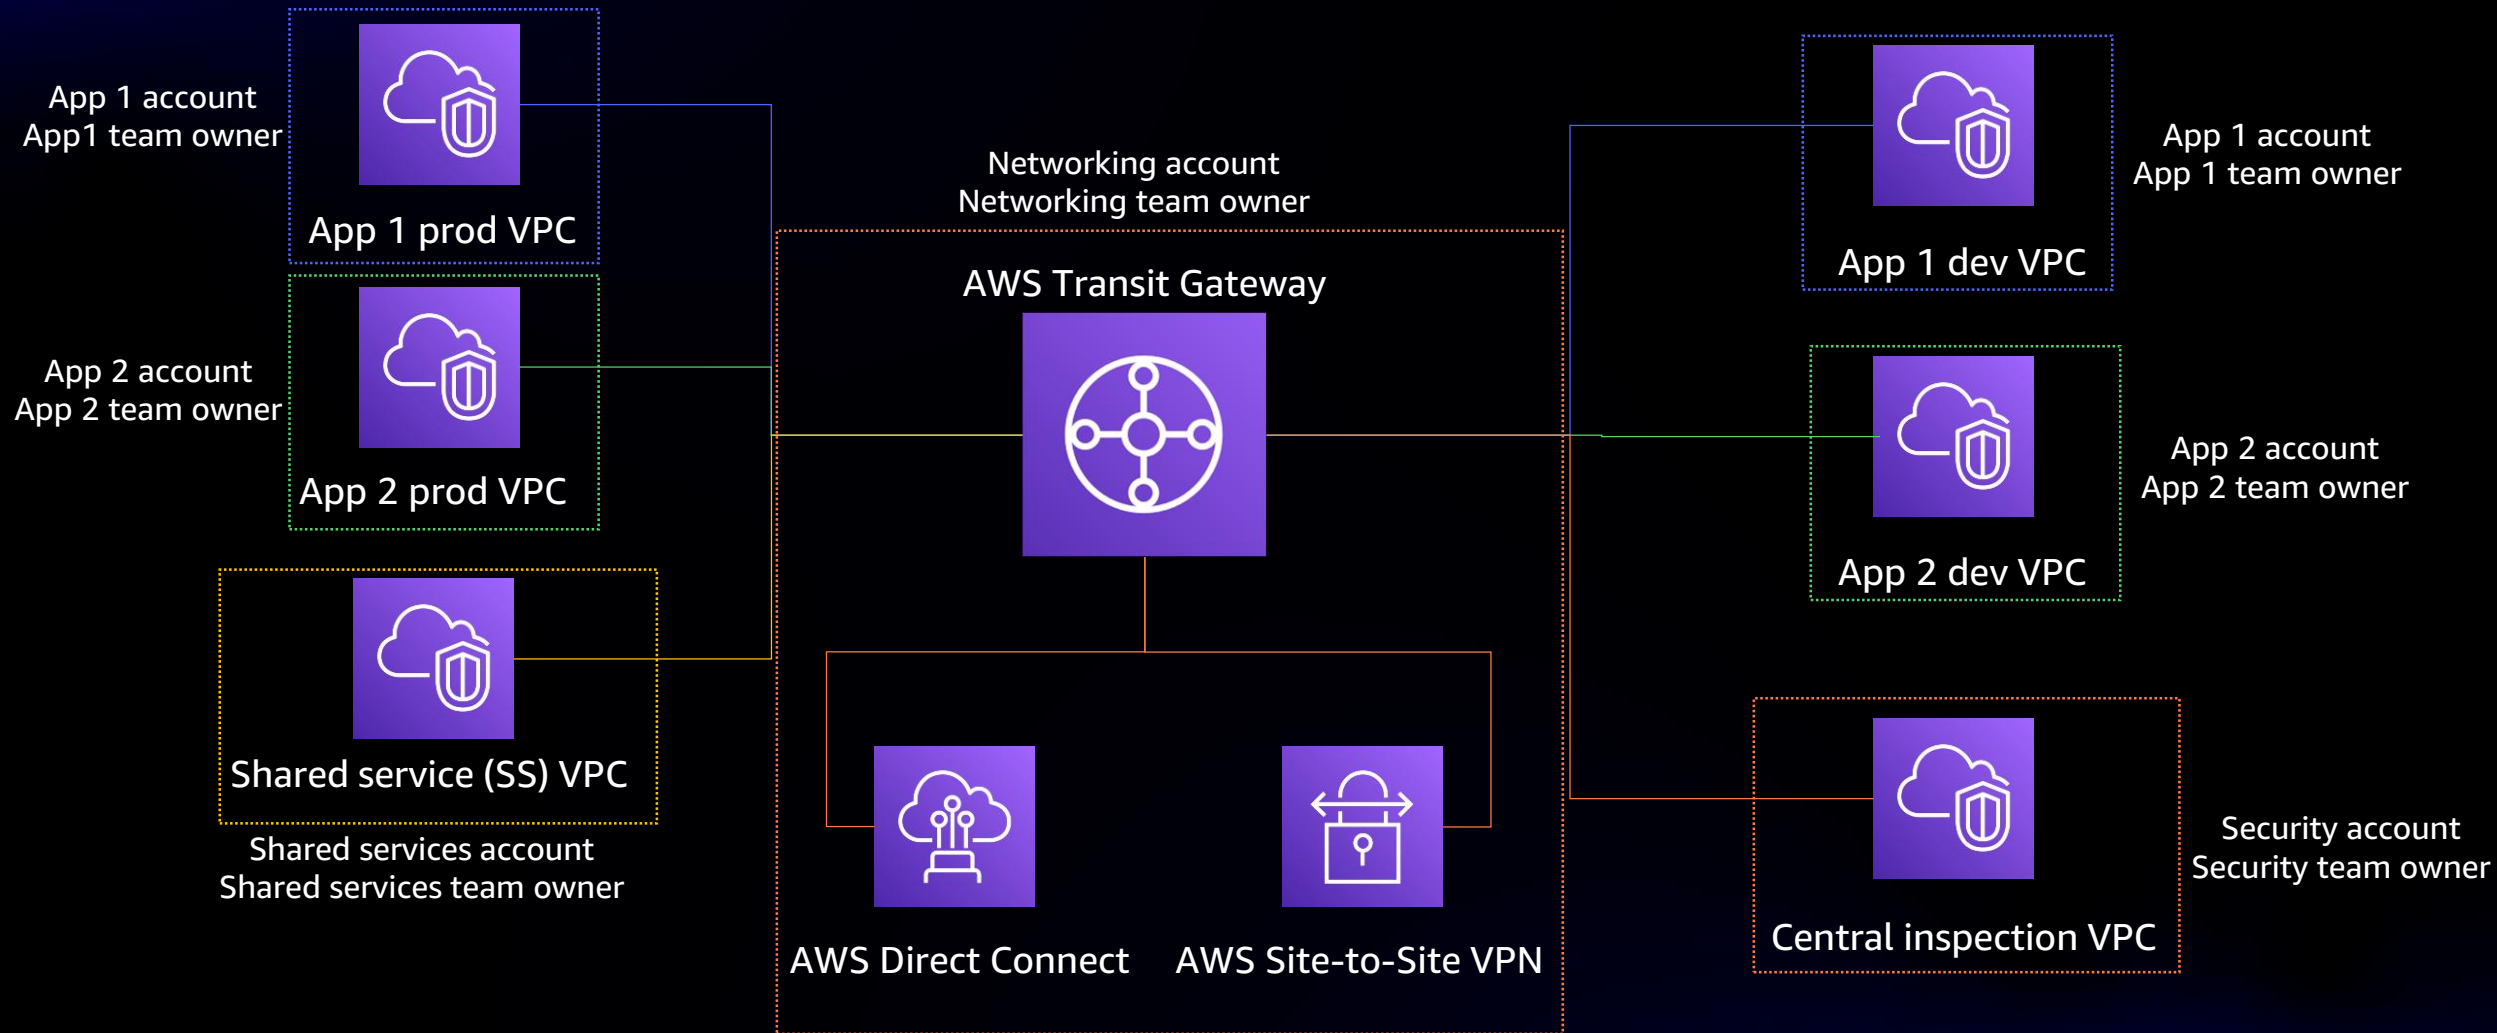 App 1 account
App1 team owner
App 1 prod VPC
App 2 account
App 2 team owner
App 2 prod VPC
Shared service (SS) VPC
Shared services account
Shared services team owner
Networking account
Networking team owner
AWS Transit Gateway
AWS Direct Connect
AWS Site-to-Site VPN
App 1 dev VPC
App 1 account
App 1 team owner
App 2 dev VPC
App 2 account
App 2 team owner
Central inspection VPC
Security account
Security team owner